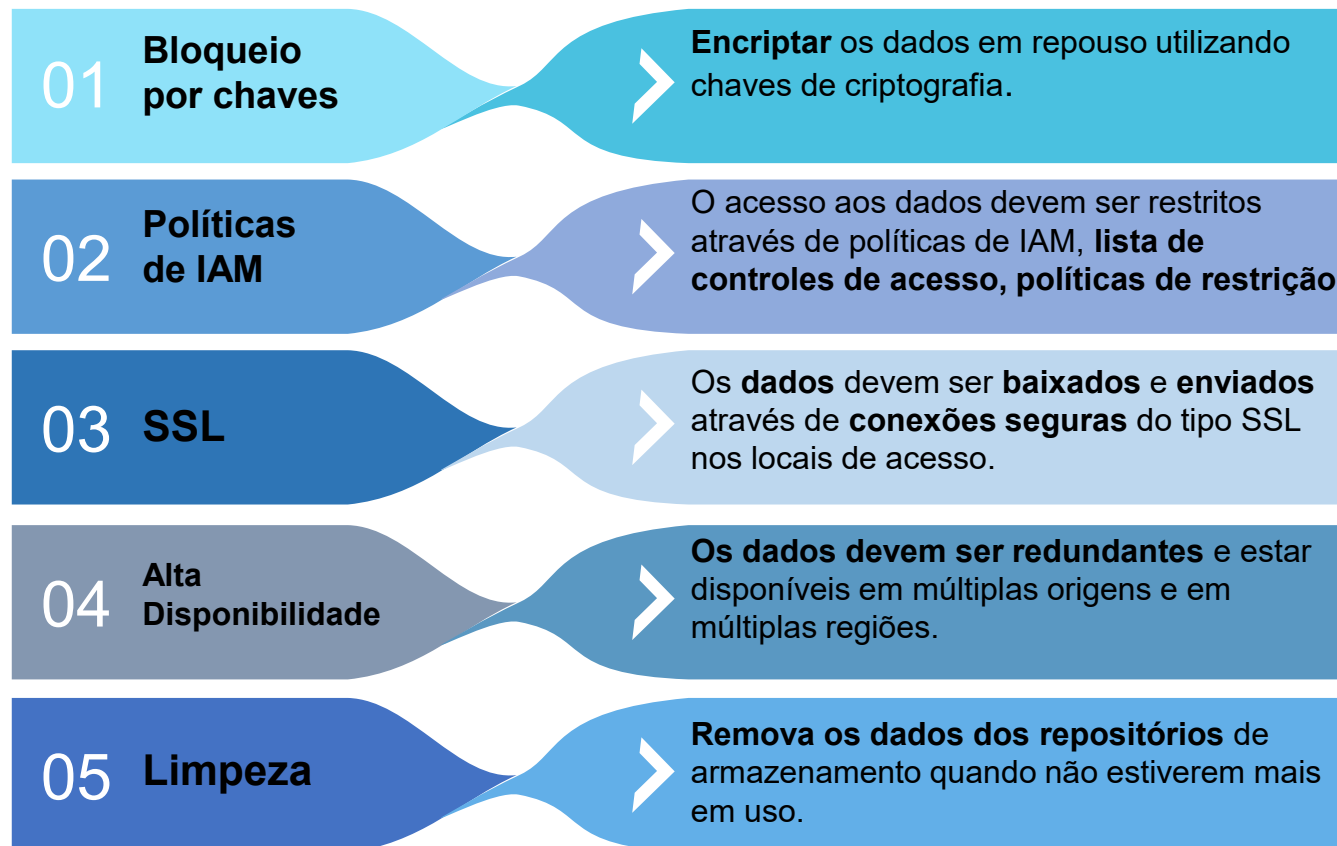 01
Bloqueio
por chaves
Encriptar os dados em repouso utilizando
chaves de criptografia.
02
Políticas
de IAM
O acesso aos dados devem ser restritos
através de políticas de IAM, lista de
controles de acesso, políticas de restrição
03
SSL
Os dados devem ser baixados e enviados
através de conexões seguras do tipo SSL
nos locais de acesso.
04
Alta
Disponibilidade
Os dados devem ser redundantes e estar
disponíveis em múltiplas origens e em
múltiplas regiões.
05
Limpeza
Remova os dados dos repositórios de
armazenamento quando não estiverem mais
em uso.